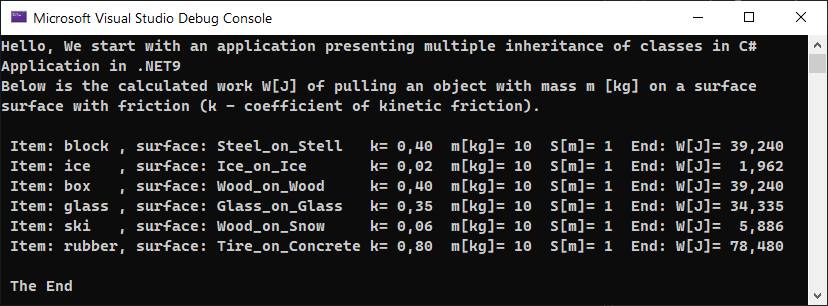 Microsoft Visual Studio Debug Console
Hello, We start with an application presenting multiple inheritance of classes in C#
Application in .NET9
Below is the calculated work W[J] of pulling an object with mass m [kg] on a surface
surface with friction (k - coefficient of kinetic friction).
Item: block , surface: Steel_on_Stell   k= 0,40  m[kg]= 10  S[m]= 1  End: W[J]= 39,240
Item: ice   , surface: Ice_on_Ice       k= 0,02  m[kg]= 10  S[m]= 1  End: W[J]=  1,962
Item: box   , surface: Wood_on_Wood     k= 0,40  m[kg]= 10  S[m]= 1  End: W[J]= 39,240
Item: glass , surface: Glass_on_Glass   k= 0,35  m[kg]= 10  S[m]= 1  End: W[J]= 34,335
Item: ski   , surface: Wood_on_Snow     k= 0,06  m[kg]= 10  S[m]= 1  End: W[J]=  5,886
Item: rubber, surface: Tire_on_Concrete k= 0,80  m[kg]= 10  S[m]= 1  End: W[J]= 78,480
The End